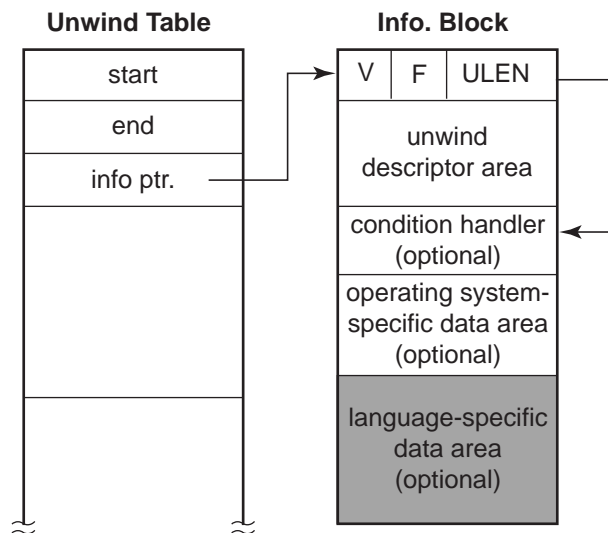 Unwind Table
start
end
info ptr.
Info. Block
V F ULEN
unwind
descriptor area
condition handler
(optional)
operating system-
specific data area
(optional)
language-specific
data area
(optional)